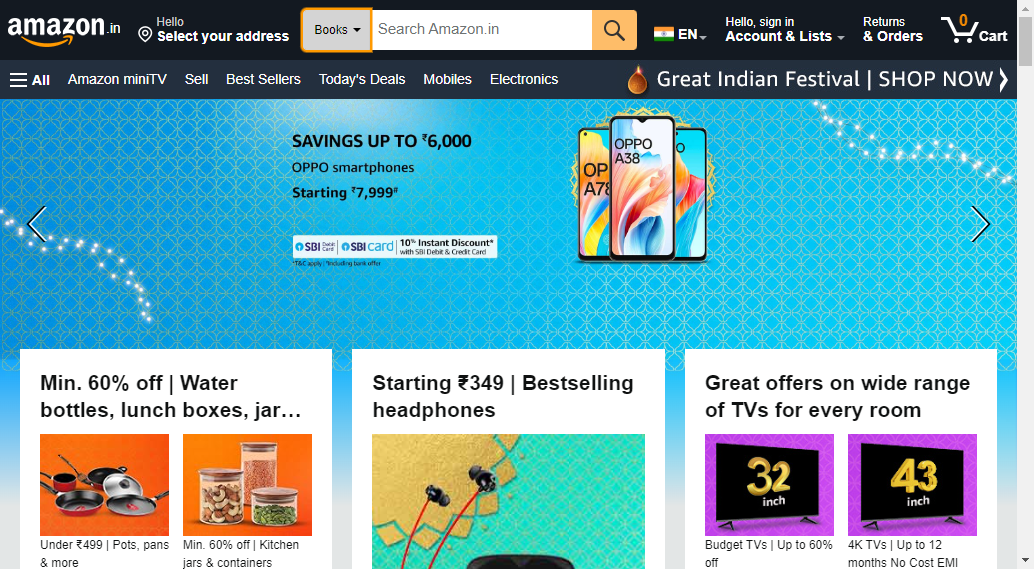 amazon.in
Hello
Select your address
Books
Search Amazon.in
EN
Hello, sign in
Account & Lists
Returns
& Orders
0
Cart
All
Amazon miniTV
Sell
Best Sellers
Today's Deals
Mobiles
Electronics
Great Indian Festival | SHOP NOW
SAVINGS UP TO ₹6,000
OPPO smartphones
Starting ₹7,999#
SBI Debit Card | SBI card | 10% Instant Discount*
with SBI Debit & Credit Card
*T&C apply | #Including bank offer
OPPO
A38
OP
A78
O
Min. 60% off | Water
bottles, lunch boxes, jar…
Under ₹499 | Pots, pans
& more
Min. 60% off | Kitchen
jars & containers
Starting ₹349 | Bestselling
headphones
Great offers on wide range
of TVs for every room
32
inch
Budget TVs | Up to 60%
off
43
inch
4K TVs | Up to 12
months No Cost EMI